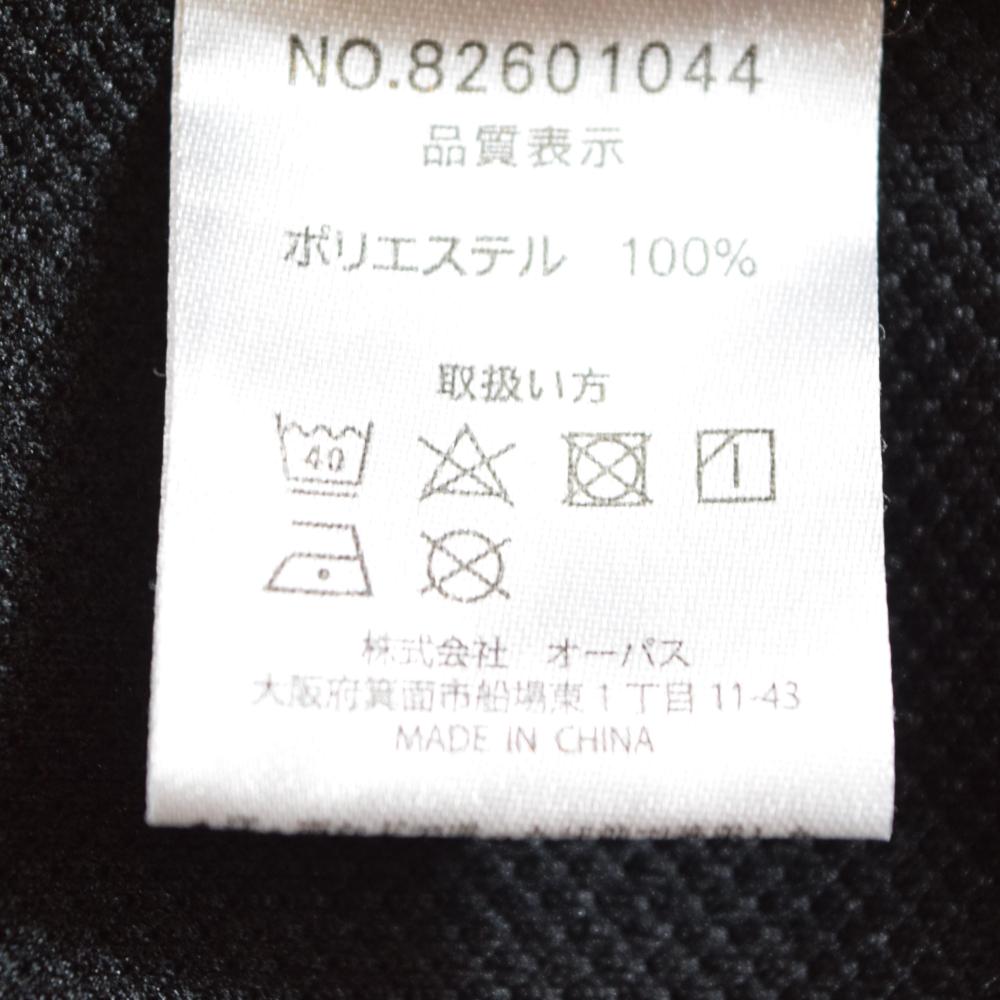 NO.82601044
品質表示
ポリエステル 100%
取扱い方
40
株式会社 オーパス
大阪府箕面市船場東1丁目11-43
MADE IN CHINA